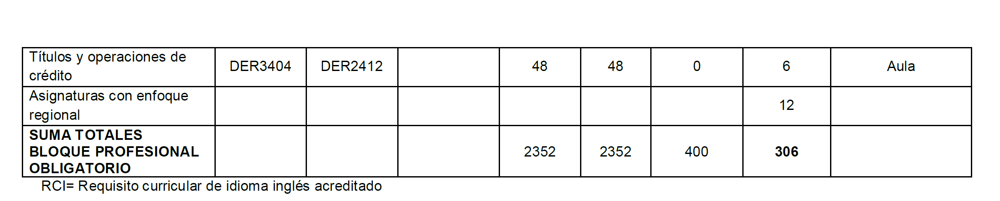 Títulos y operaciones de
crédito
DER3404
DER2412
48
48
0
6
Aula
Asignaturas con enfoque
regional
12
SUMA TOTALES
BLOQUE PROFESIONAL
OBLIGATORIO
2352
2352
400
306
RCI= Requisito curricular de idioma inglés acreditado